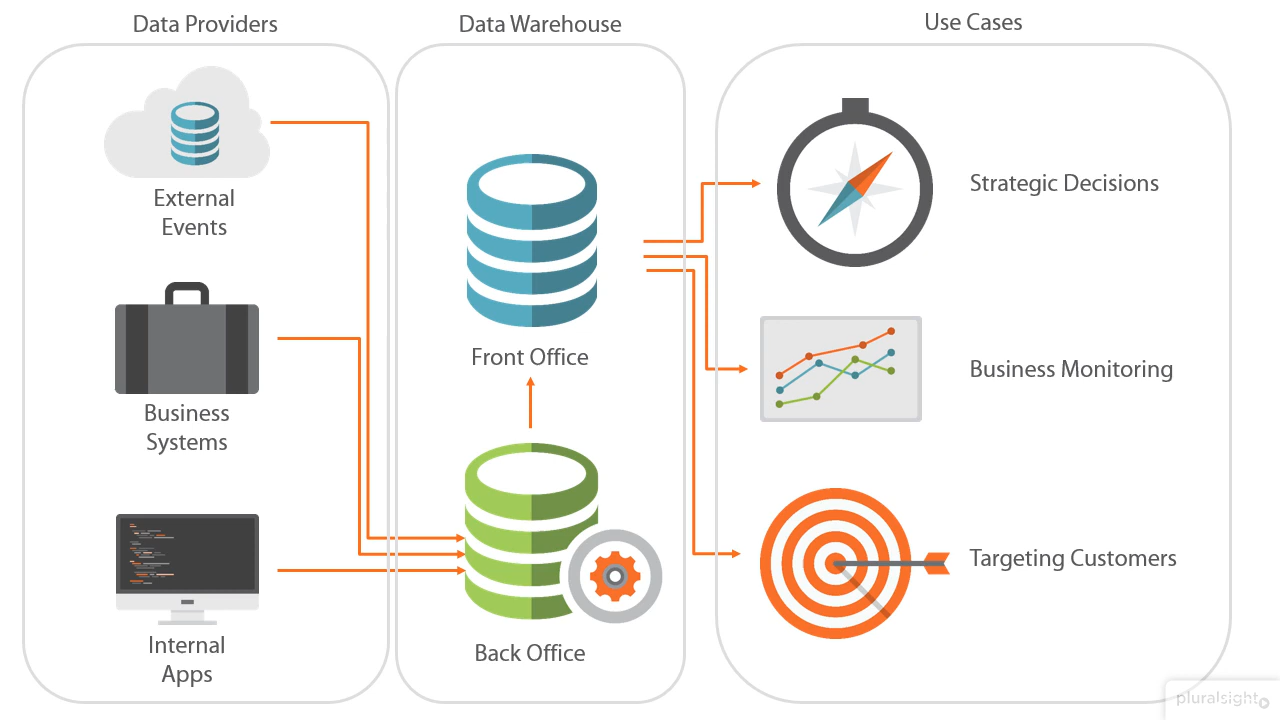 Data Providers
Data Warehouse
Use Cases
External
Events
Business
Systems
Internal
Apps
Front Office
Back Office
Strategic Decisions
Business Monitoring
Targeting Customers
pluralsight